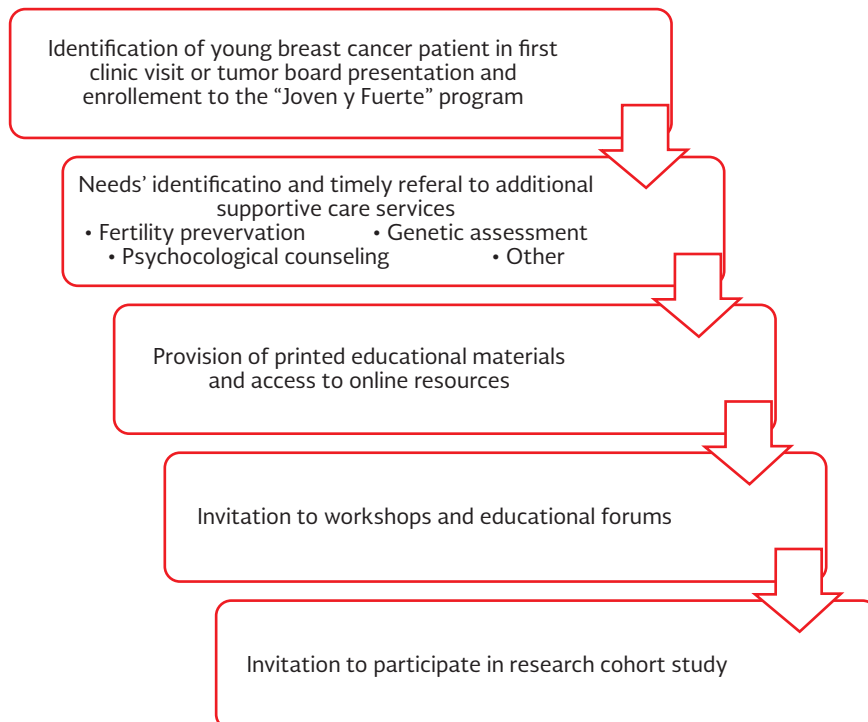 Identification of young breast cancer patient in first
clinic visit or tumor board presentation and
enrollement to the “Joven y Fuerte” program
Needs’ identificatino and timely referal to additional
supportive care services
• Fertility prevervation • Genetic assessment
• Psychocological counseling • Other
Provision of printed educational materials
and access to online resources
Invitation to workshops and educational forums
Invitation to participate in research cohort study